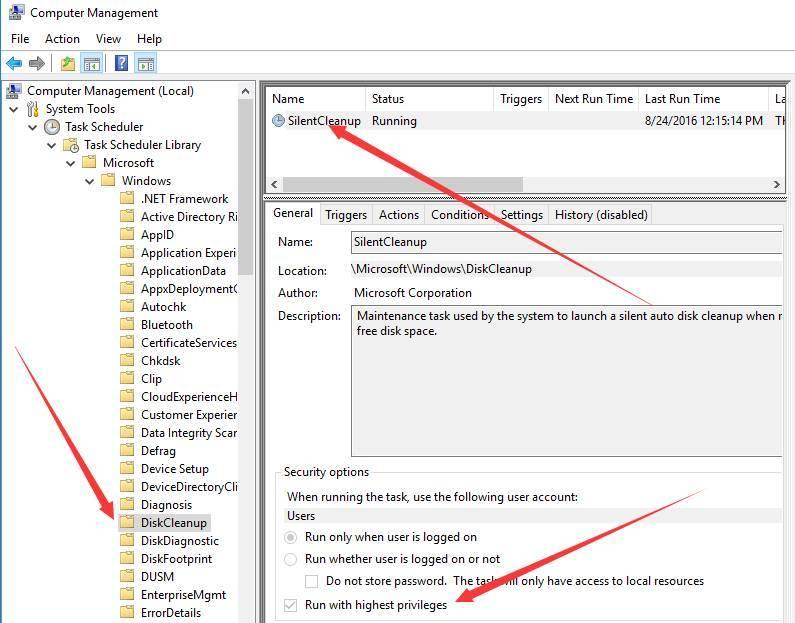 Computer Management
File Action View Help
Computer Management (Local)
System Tools
Task Scheduler
Task Scheduler Library
Microsoft
Windows
.NET Framework
Active Directory Ri
AppID
Application Experi
ApplicationData
AppxDeploymentC
Autochk
Bluetooth
CertificateServices
Chkdsk
Clip
CloudExperienceH
Customer Experier
Data Integrity Scar
Defrag
Device Setup
DeviceDirectoryCli
Diagnosis
DiskCleanup
DiskDiagnostic
DiskFootprint
DUSM
EnterpriseMgmt
ErrorDetails
Name Status Triggers Next Run Time Last Run Time La
SilentCleanup Running 8/24/2016 12:15:14 PM Th
General Triggers Actions Conditions Settings History (disabled)
Name: SilentCleanup
Location: \Microsoft\Windows\DiskCleanup
Author: Microsoft Corporation
Description: Maintenance task used by the system to launch a silent auto disk cleanup when r
free disk space.
Security options
When running the task, use the following user account:
Users
Run only when user is logged on
Run whether user is logged on or not
Do not store password. The task will only have access to local resources
Run with highest privileges